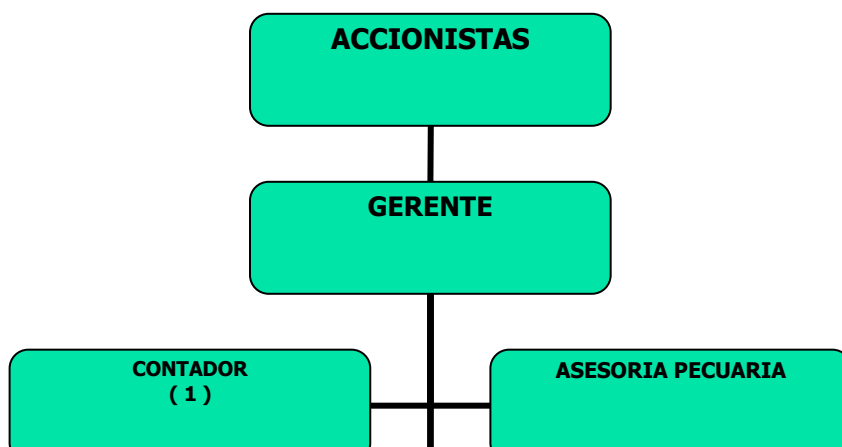 ACCIONISTAS
GERENTE
CONTADOR
( 1 )
ASESORIA PECUARIA